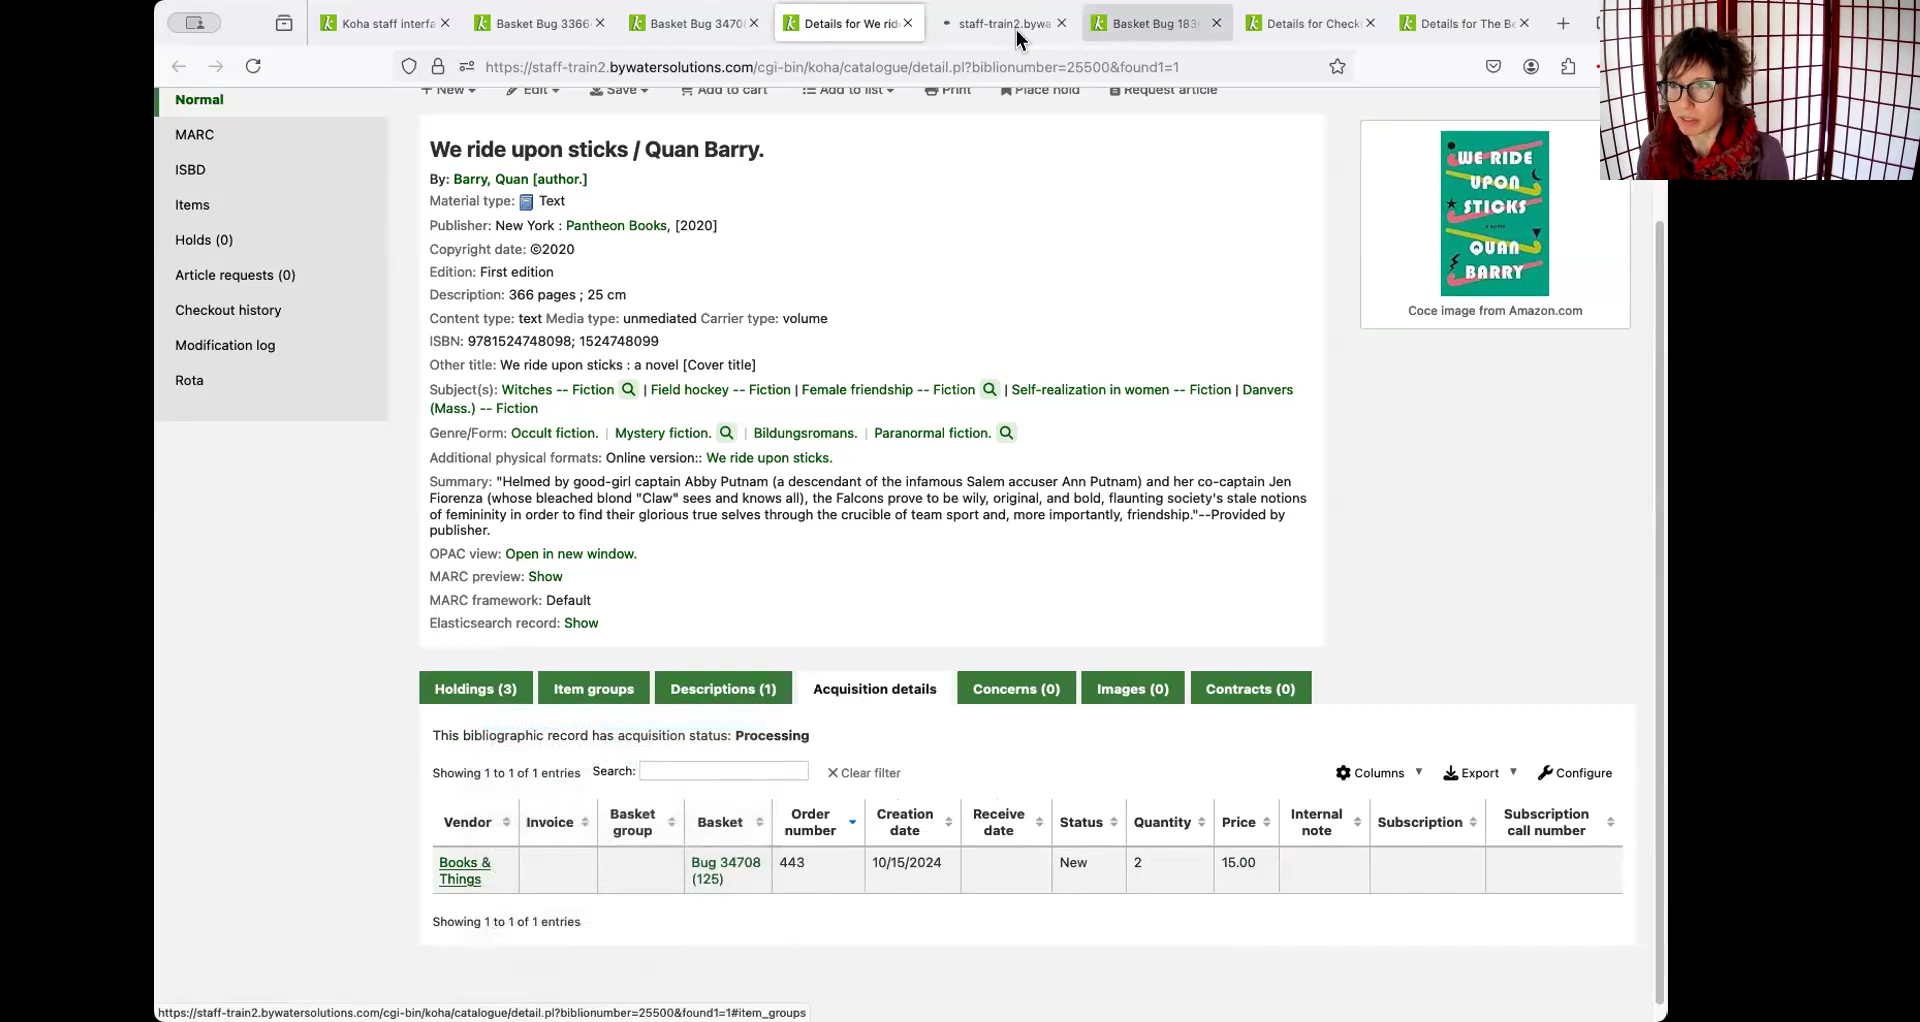 Koha staff interfa
Basket Bug 3366
Basket Bug 3470
Details for We rid
staff-train2.bywa
Basket Bug 183
Details for Check
Details for The Be
https://staff-train2.bywatersolutions.com/cgi-bin/koha/catalogue/detail.pl?biblionumber=25500&found1=1
New Edit Save Add to cart Add to list Print Place hold Request article
Normal
MARC
ISBD
Items
Holds (0)
Article requests (0)
Checkout history
Modification log
Rota
We ride upon sticks / Quan Barry.
By: Barry, Quan [author.]
Material type: Text
Publisher: New York : Pantheon Books, [2020]
Copyright date: ©2020
Edition: First edition
Description: 366 pages ; 25 cm
Content type: text Media type: unmediated Carrier type: volume
ISBN: 9781524748098; 1524748099
Other title: We ride upon sticks : a novel [Cover title]
Subject(s): Witches -- Fiction | Field hockey -- Fiction | Female friendship -- Fiction | Self-realization in women -- Fiction | Danvers
(Mass.) -- Fiction
Genre/Form: Occult fiction. | Mystery fiction. | Bildungsromans. | Paranormal fiction.
Additional physical formats: Online version:: We ride upon sticks.
Summary: "Helmed by good-girl captain Abby Putnam (a descendant of the infamous Salem accuser Ann Putnam) and her co-captain Jen
Fiorenza (whose bleached blond "Claw" sees and knows all), the Falcons prove to be wily, original, and bold, flaunting society's stale notions
of femininity in order to find their glorious true selves through the crucible of team sport and, more importantly, friendship."--Provided by
publisher.
OPAC view: Open in new window.
MARC preview: Show
MARC framework: Default
Elasticsearch record: Show
WE RIDE
UPON
STICKS
QUAN
BARRY
Coce image from Amazon.com
Holdings (3)
Item groups
Descriptions (1)
Acquisition details
Concerns (0)
Images (0)
Contracts (0)
This bibliographic record has acquisition status: Processing
Showing 1 to 1 of 1 entries Search: Clear filter
Columns Export Configure
Vendor Invoice Basket group Basket Order number Creation date Receive date Status Quantity Price Internal note Subscription Subscription call number
Books & Things Bug 34708 (125) 443 10/15/2024 New 2 15.00
Showing 1 to 1 of 1 entries
https://staff-train2.bywatersolutions.com/cgi-bin/koha/catalogue/detail.pl?biblionumber=25500&found1=1#item_groups